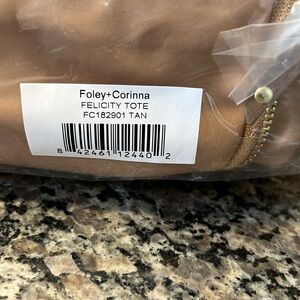 Foley+Corinna
FELICITY TOTE
FC182901 TAN
8 42461 12440 2